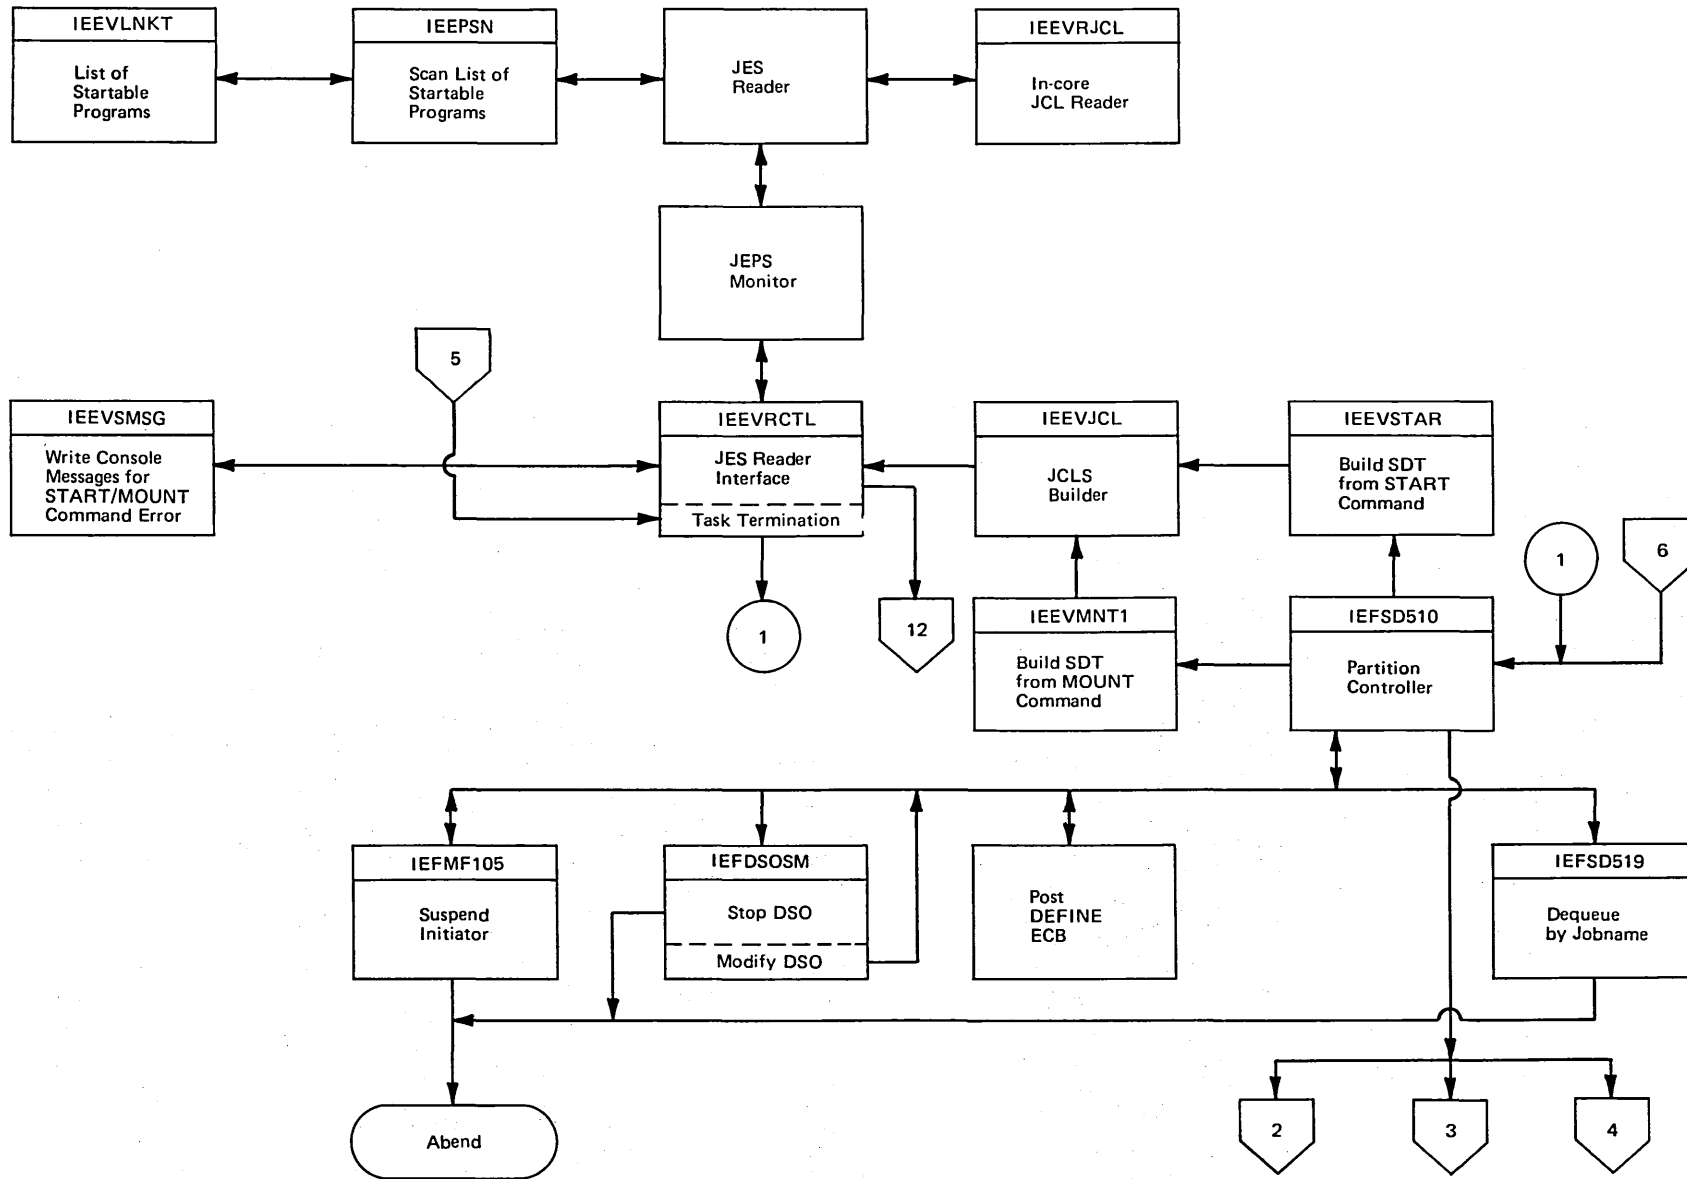 IEEVLNKT
List of
Startable
Programs
IEEPSN
Scan List of
Startable
Programs
JES
Reader
IEEVRJCL
In-core
JCL Reader
JEPS
Monitor
5
IEEVSMSG
Write Console
Messages for
START/MOUNT
Command Error
IEEVRCTL
JES Reader
Interface
Task Termination
IEEVJCL
JCLS
Builder
IEEVSTAR
Build SDT
from START
Command
1
6
1
12
IEEVMNT1
Build SDT
from MOUNT
Command
IEFSD510
Partition
Controller
IEFMF105
Suspend
Initiator
IEFDSOSM
Stop DSO
Modify DSO
Post
DEFINE
ECB
IEFSD519
Dequeue
by Jobname
Abend
2
3
4